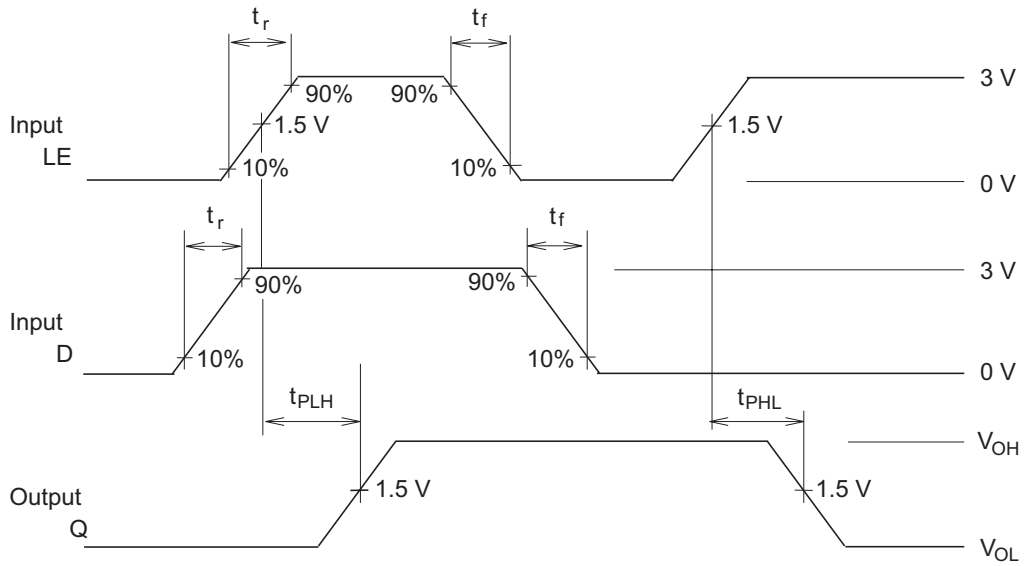 tr tf
3 V
90% 90%
Input LE 1.5 V 1.5 V
10% 10%
0 V
tr tf
3 V
90% 90%
Input D
10% 10%
0 V
tPLH tPHL
VOH
Output Q 1.5 V 1.5 V
VOL